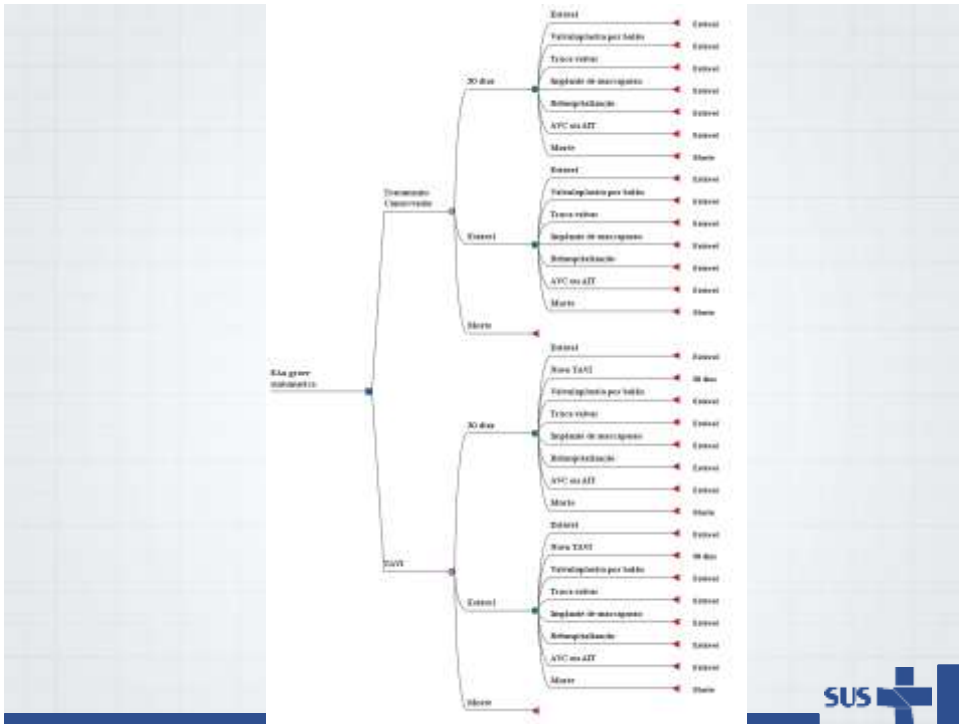 Estável
Estável
Valvuloplastia por balão
Estável
Troca valvar
Estável
30 dias
Implante de marcapasso
Estável
Rehospitalização
Estável
AVC ou AIT
Estável
Morte
Morte
Estável
Estável
Tratamento
Conservador
Valvuloplastia por balão
Estável
Troca valvar
Estável
Estável
Implante de marcapasso
Estável
Rehospitalização
Estável
AVC ou AIT
Estável
Morte
Morte
Morte
Estável
Estável
EAo grave
Novo TAVI
30 dias
Valvuloplastia por balão
Estável
Troca valvar
Estável
30 dias
Implante de marcapasso
Estável
Rehospitalização
Estável
AVC ou AIT
Estável
Morte
Morte
Estável
Estável
Novo TAVI
30 dias
TAVI
Valvuloplastia por balão
Estável
Troca valvar
Estável
Estável
Implante de marcapasso
Estável
Rehospitalização
Estável
AVC ou AIT
Estável
Morte
Morte
Morte
SUS